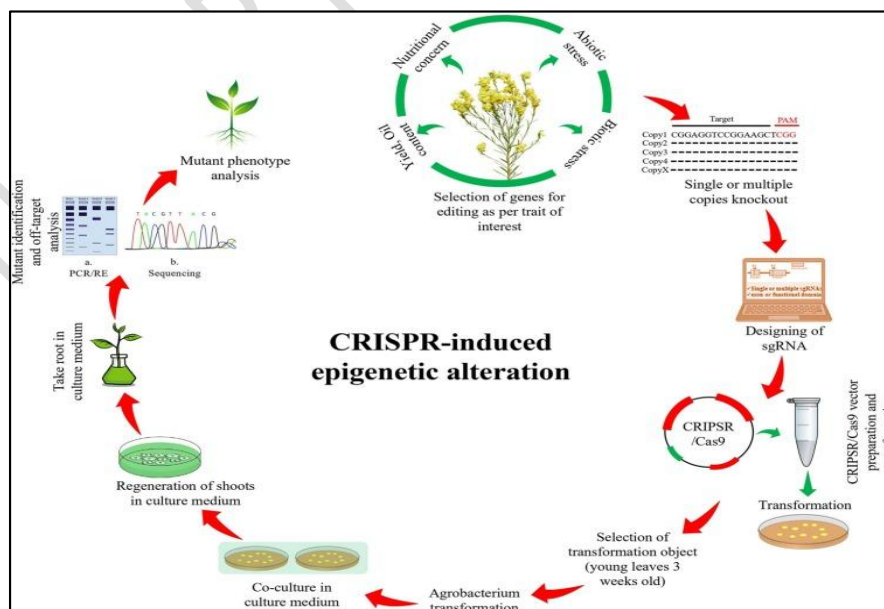 Nutritional
concern
Abiotic
stress
Yield, Oil
content
Biotic stress
Selection of genes for
editing as per trait of
interest
Target PAM
Copy1 CGGAGGTCCGGAAGCTCGG
Copy2
Copy3
Copy4
CopyX
Single or multiple
copies knockout
Designing of
sgRNA
CRIPSR
/Cas9
CRIPSR/Cas9 vector
preparation and
Transformation
Selection of
transformation object
(young leaves 3
weeks old)
Agrobacterium
transformation
Co-culture in
culture medium
Regeneration of shoots
in culture medium
Take root in
culture medium
Mutant identification
and off-target
analysis
a.
PCR/RE
T A C G T T A C G
b.
Sequencing
Mutant phenotype
analysis
CRISPR-induced
epigenetic alteration